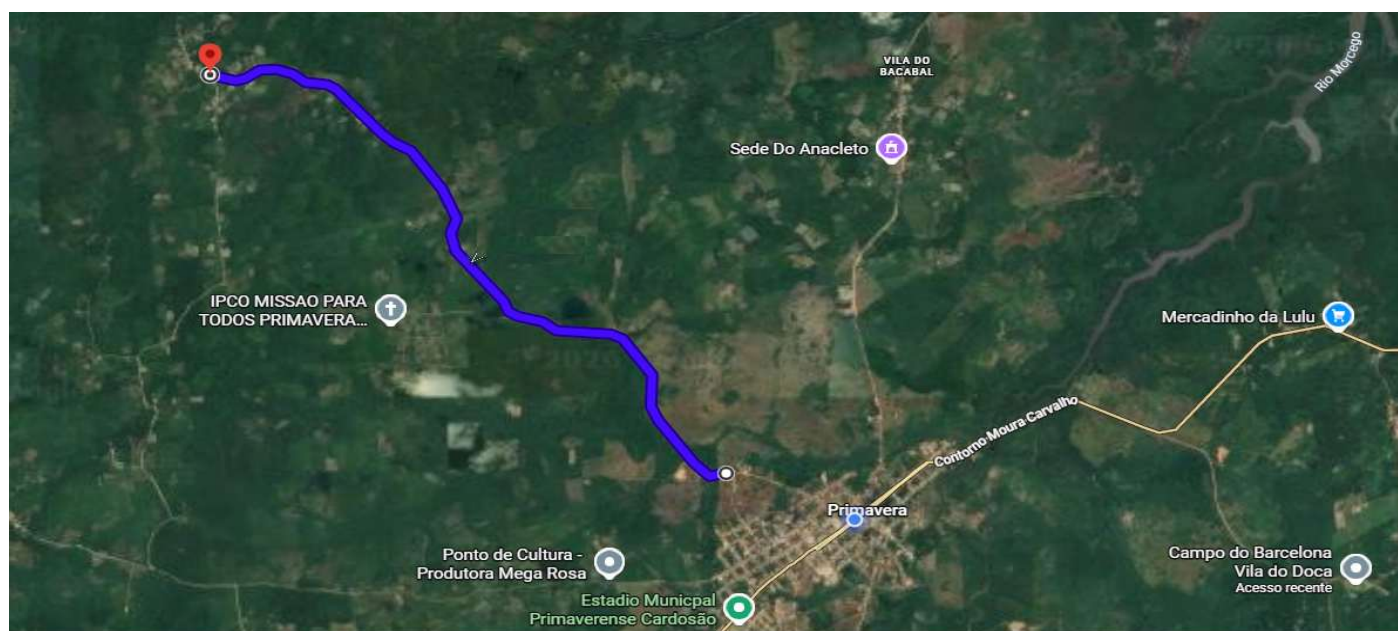 VILA DO
BACABAL
Rio Morcego
Sede Do Anacleto
IPCO MISSAO PARA
TODOS PRIMAVERA...
Mercadinho da Lulu
Contorno Moura Carvalho
Primavera
Ponto de Cultura -
Produtora Mega Rosa
Campo do Barcelona
Vila do Doca
Acesso recente
Estadio Municpal
Primaverense Cardosão